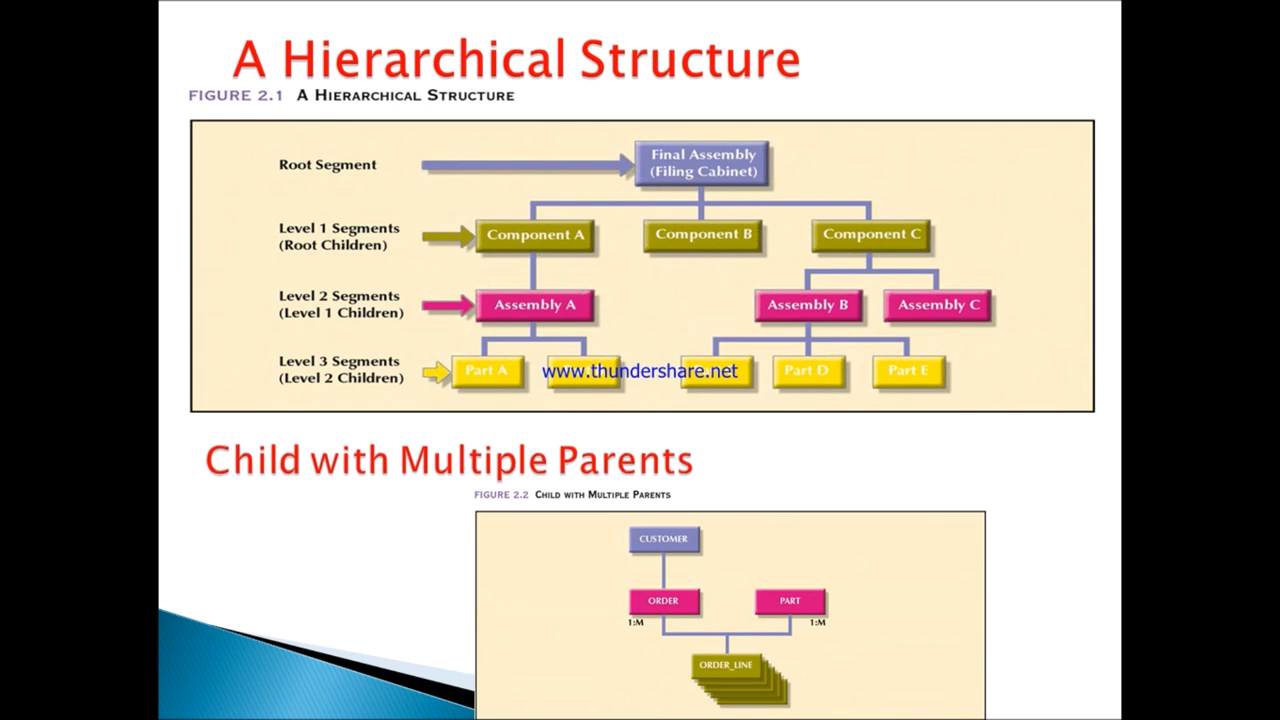 A Hierarchical Structure
FIGURE 2.1 A HIERARCHICAL STRUCTURE
Root Segment
Final Assembly
(Filing Cabinet)
Level 1 Segments
(Root Children)
Component A
Component B
Component C
Level 2 Segments
(Level 1 Children)
Assembly A
Assembly B
Assembly C
Level 3 Segments
(Level 2 Children)
Part A
www.thundershare.net
Part D
Part E
Child with Multiple Parents
FIGURE 2.2 CHILD WITH MULTIPLE PARENTS
CUSTOMER
ORDER
PART
1:M
1:M
ORDER_LINE